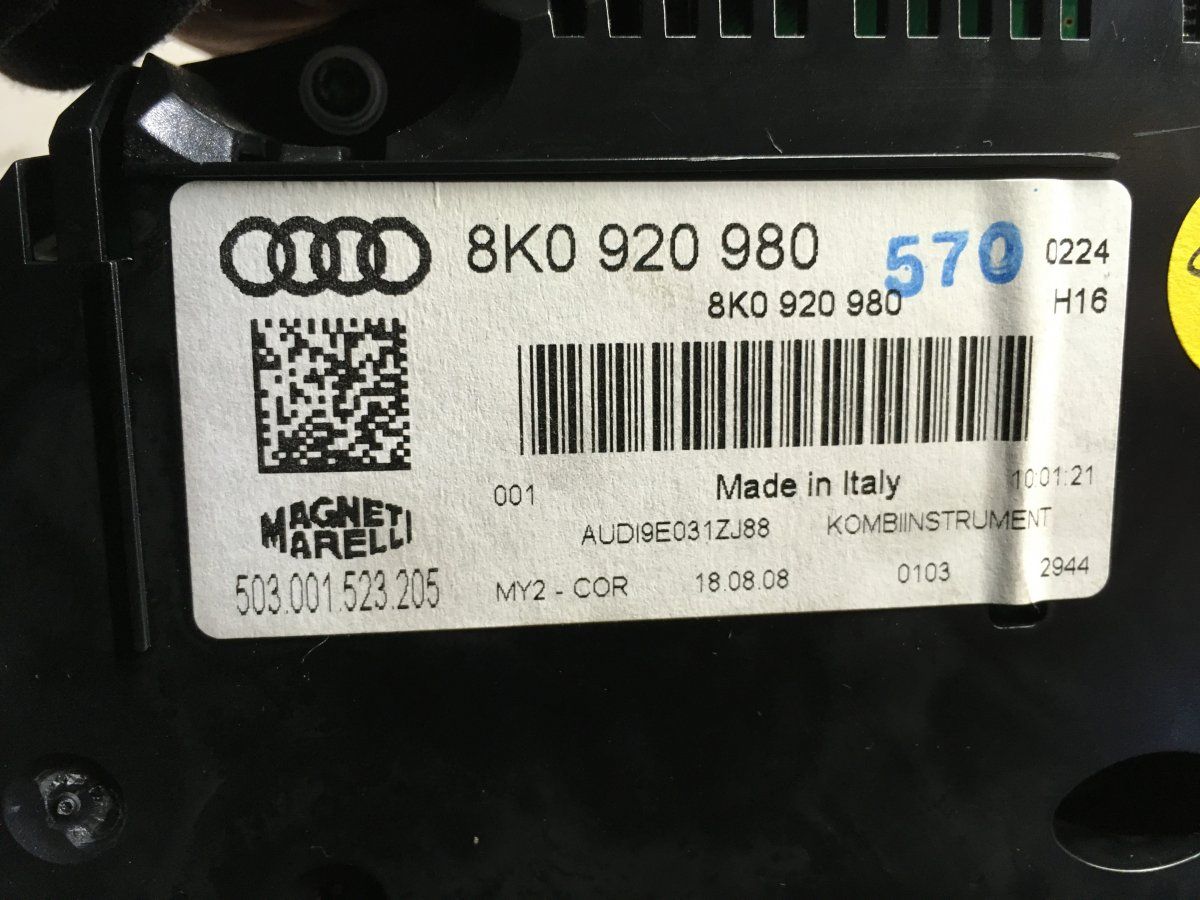 8K0 920 980
570
0224
8K0 920 980
H16
001
Made in Italy
10:01:21
AUDI9E031ZJ88
KOMBIINSTRUMENT
MAGNETI
MARELLI
503.001.523.205
MY2 - COR
18.08.08
0103
2944